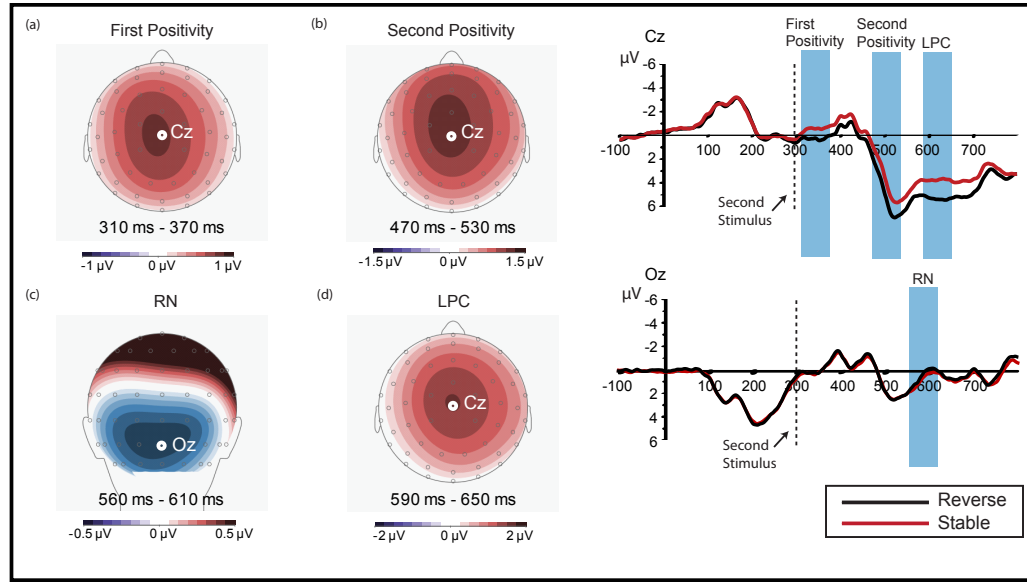 (a)
First Positivity
Cz
310 ms - 370 ms
-1 µV
0 µV
1 µV
(b)
Second Positivity
Cz
470 ms - 530 ms
-1.5 µV
0 µV
1.5 µV
(c)
RN
Oz
560 ms - 610 ms
-0.5 µV
0 µV
0.5 µV
(d)
LPC
Cz
590 ms - 650 ms
-2 µV
0 µV
2 µV
Cz
First
Positivity
Second
Positivity
LPC
µV
-6
-4
-2
2
4
6
-100
100
200
300
400
500
600
700
Second
Stimulus
Oz
RN
µV
-6
-4
-2
2
4
6
-100
100
200
300
400
500
600
700
Second
Stimulus
Reverse
Stable